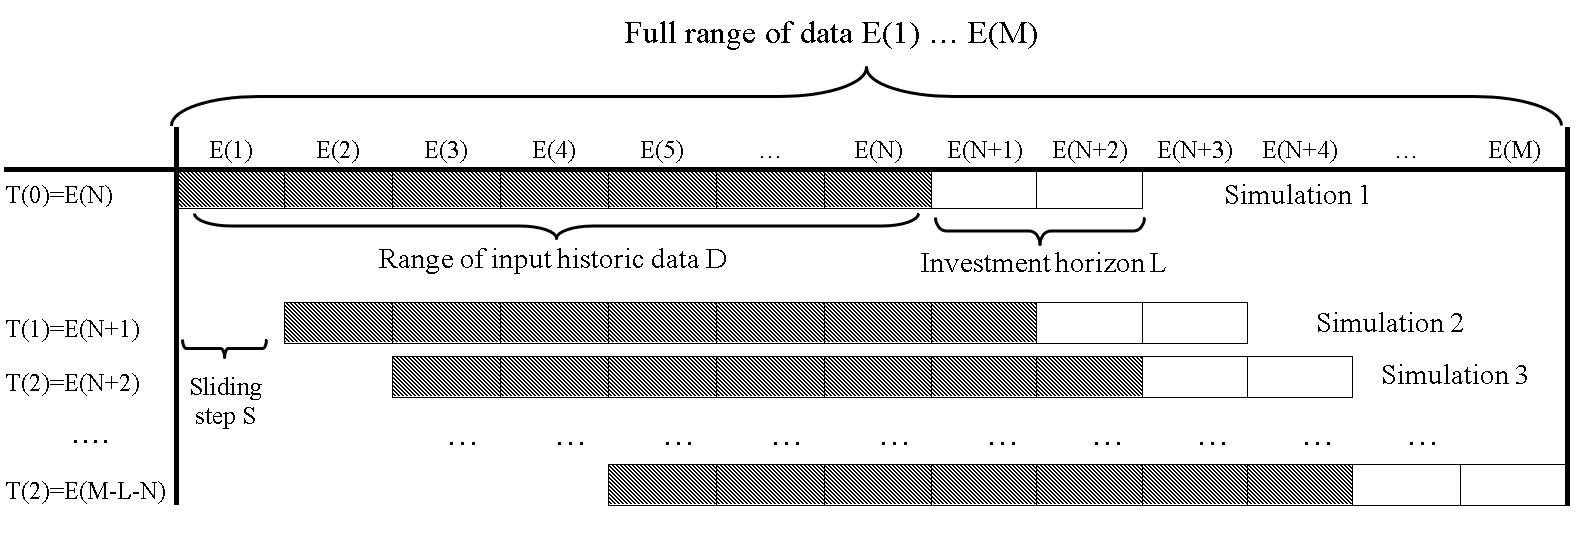 Full range of data E(1) … E(M)
E(1) E(2) E(3) E(4) E(5) … E(N) E(N+1) E(N+2) E(N+3) E(N+4) … E(M)
T(0)=E(N) Simulation 1
Range of input historic data D Investment horizon L
T(1)=E(N+1) Simulation 2
T(2)=E(N+2) Simulation 3
Sliding
step S
…. … … … … … … … … … …
T(2)=E(M-L-N)